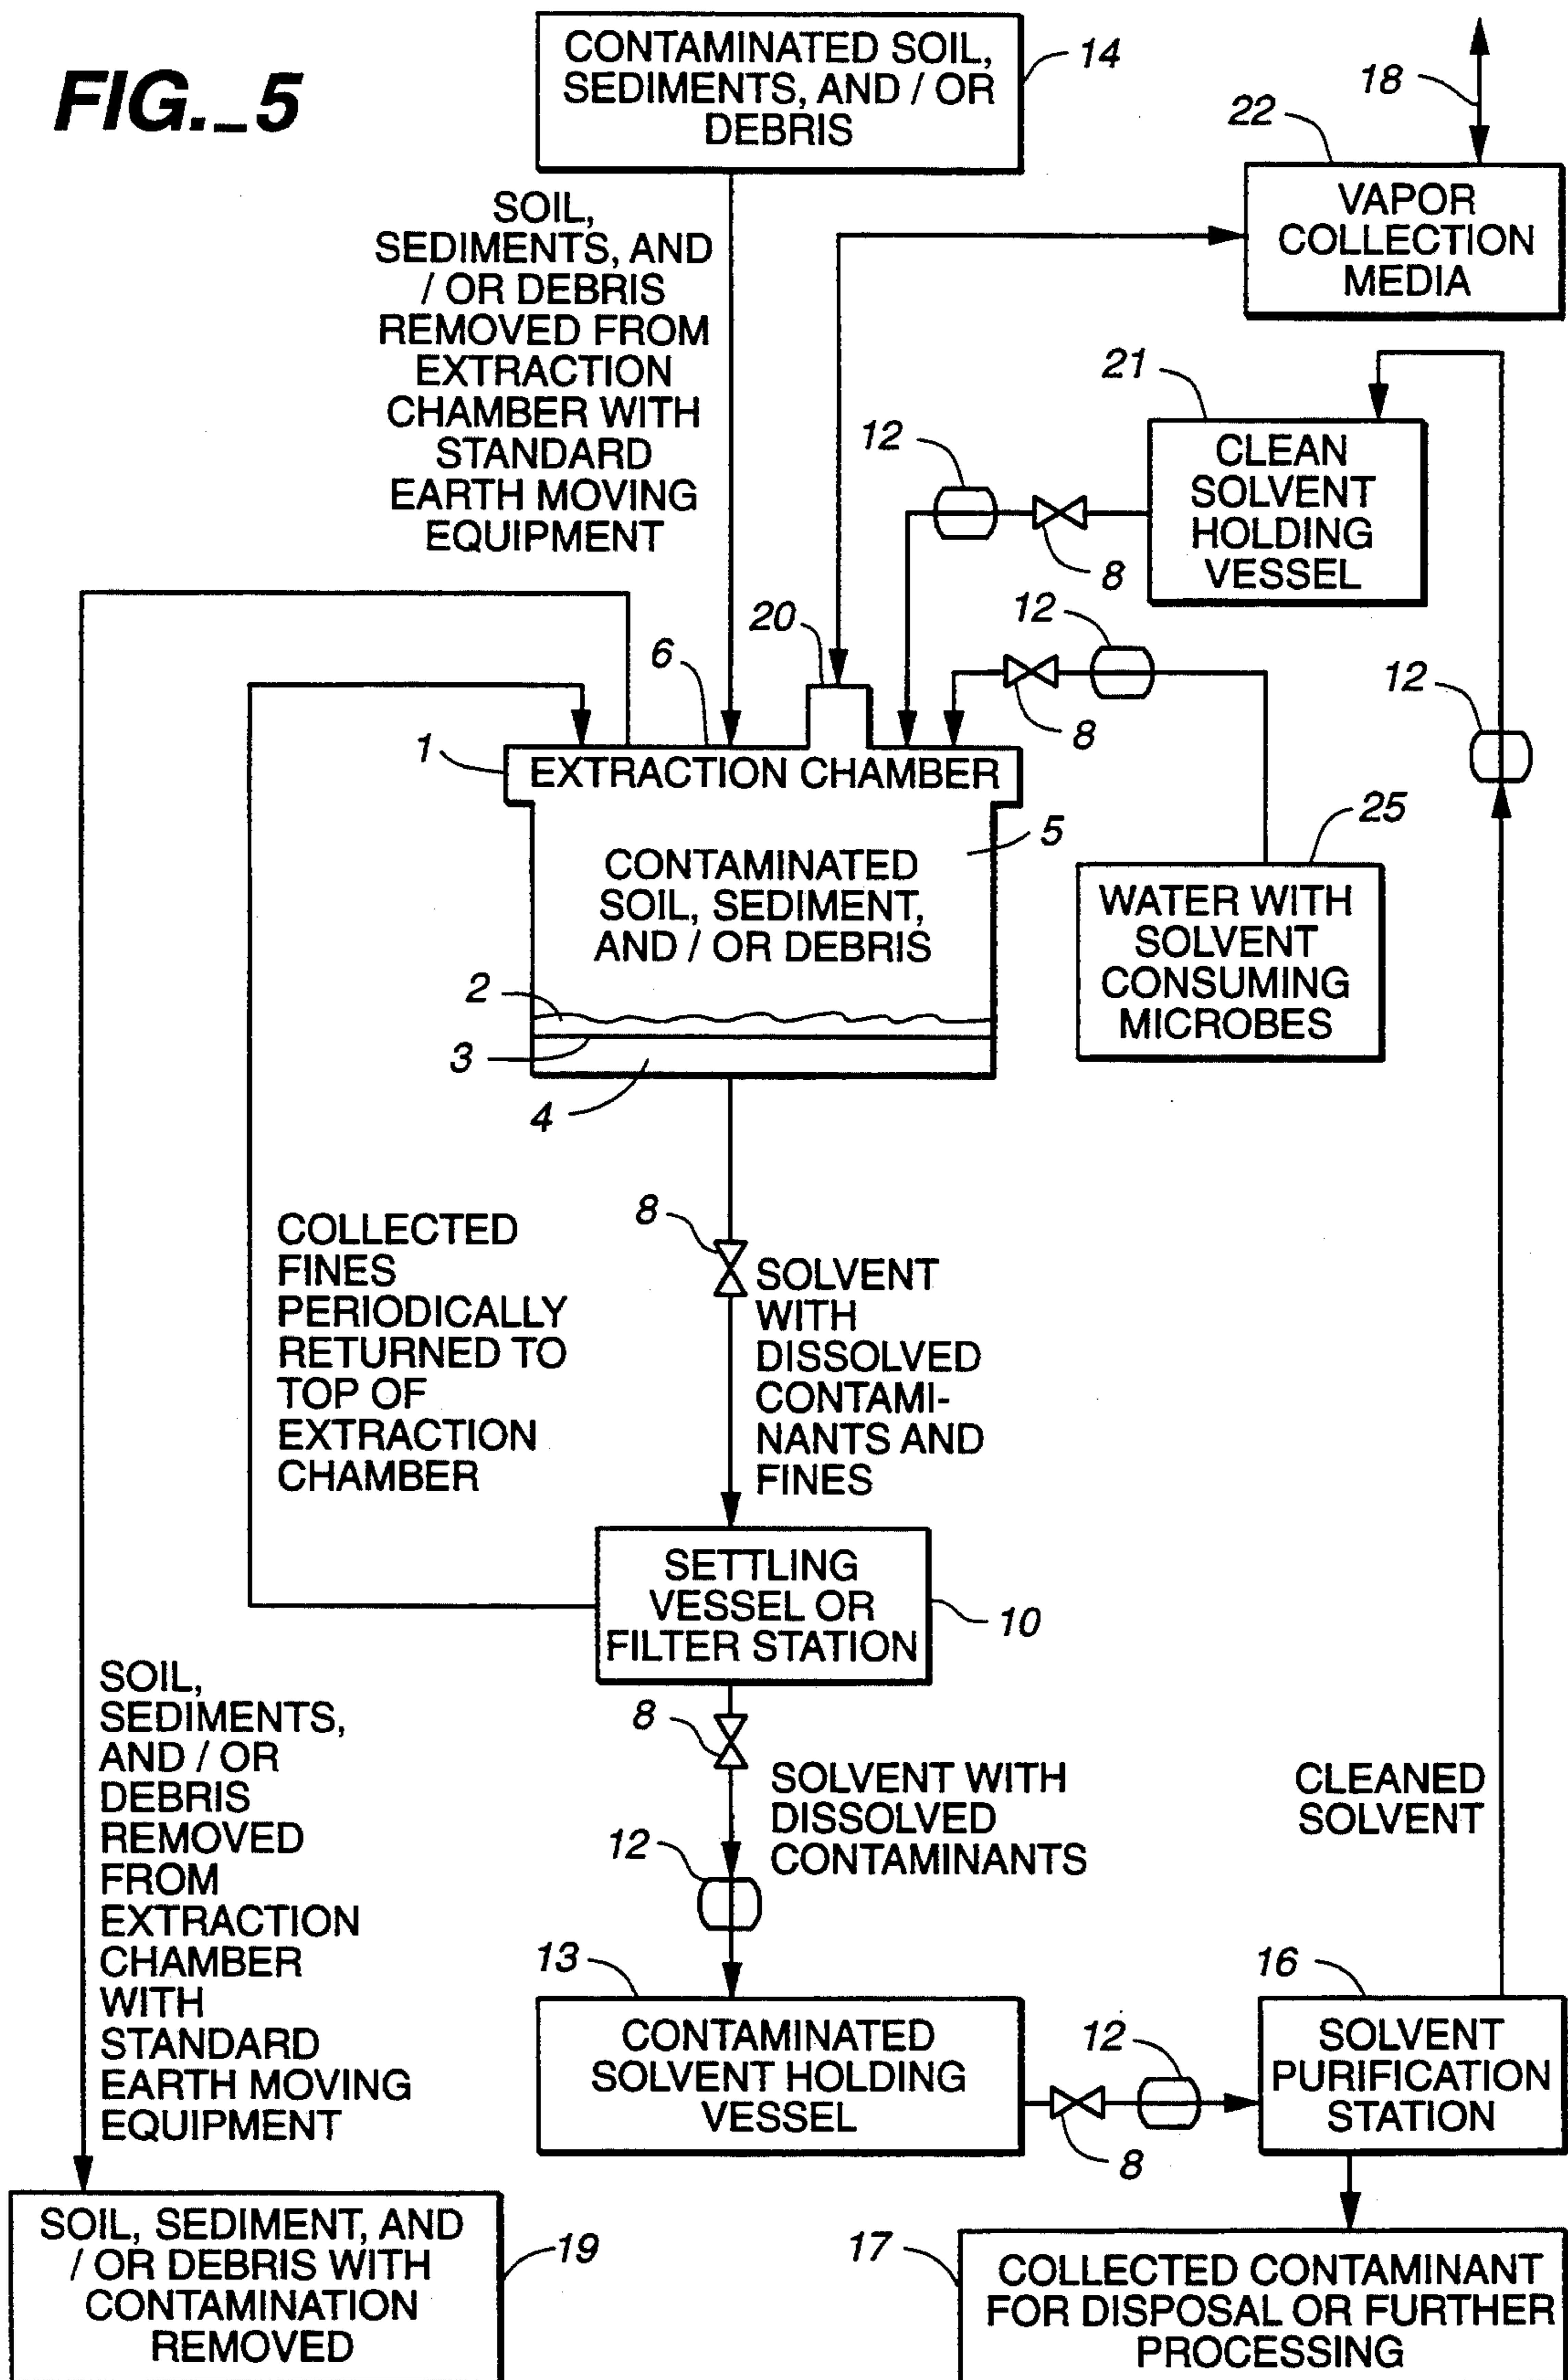 FIG._5
CONTAMINATED SOIL,
SEDIMENTS, AND / OR
DEBRIS
14
18
22
VAPOR
COLLECTION
MEDIA
SOIL,
SEDIMENTS, AND
/ OR DEBRIS
REMOVED FROM
EXTRACTION
CHAMBER WITH
STANDARD
EARTH MOVING
EQUIPMENT
21
CLEAN
SOLVENT
HOLDING
VESSEL
12
8
12
8
12
20
6
1
EXTRACTION CHAMBER
5
CONTAMINATED
SOIL, SEDIMENT,
AND / OR DEBRIS
2
3
4
25
WATER WITH
SOLVENT
CONSUMING
MICROBES
8
COLLECTED
FINES
PERIODICALLY
RETURNED TO
TOP OF
EXTRACTION
CHAMBER
SOLVENT
WITH
DISSOLVED
CONTAMI-
NANTS AND
FINES
SETTLING
VESSEL OR
FILTER STATION
10
8
SOLVENT WITH
DISSOLVED
CONTAMINANTS
12
CLEANED
SOLVENT
SOIL,
SEDIMENTS,
AND / OR
DEBRIS
REMOVED
FROM
EXTRACTION
CHAMBER
WITH
STANDARD
EARTH MOVING
EQUIPMENT
13
CONTAMINATED
SOLVENT HOLDING
VESSEL
12
8
16
SOLVENT
PURIFICATION
STATION
SOIL, SEDIMENT, AND
/ OR DEBRIS WITH
CONTAMINATION
REMOVED
19
17
COLLECTED CONTAMINANT
FOR DISPOSAL OR FURTHER
PROCESSING